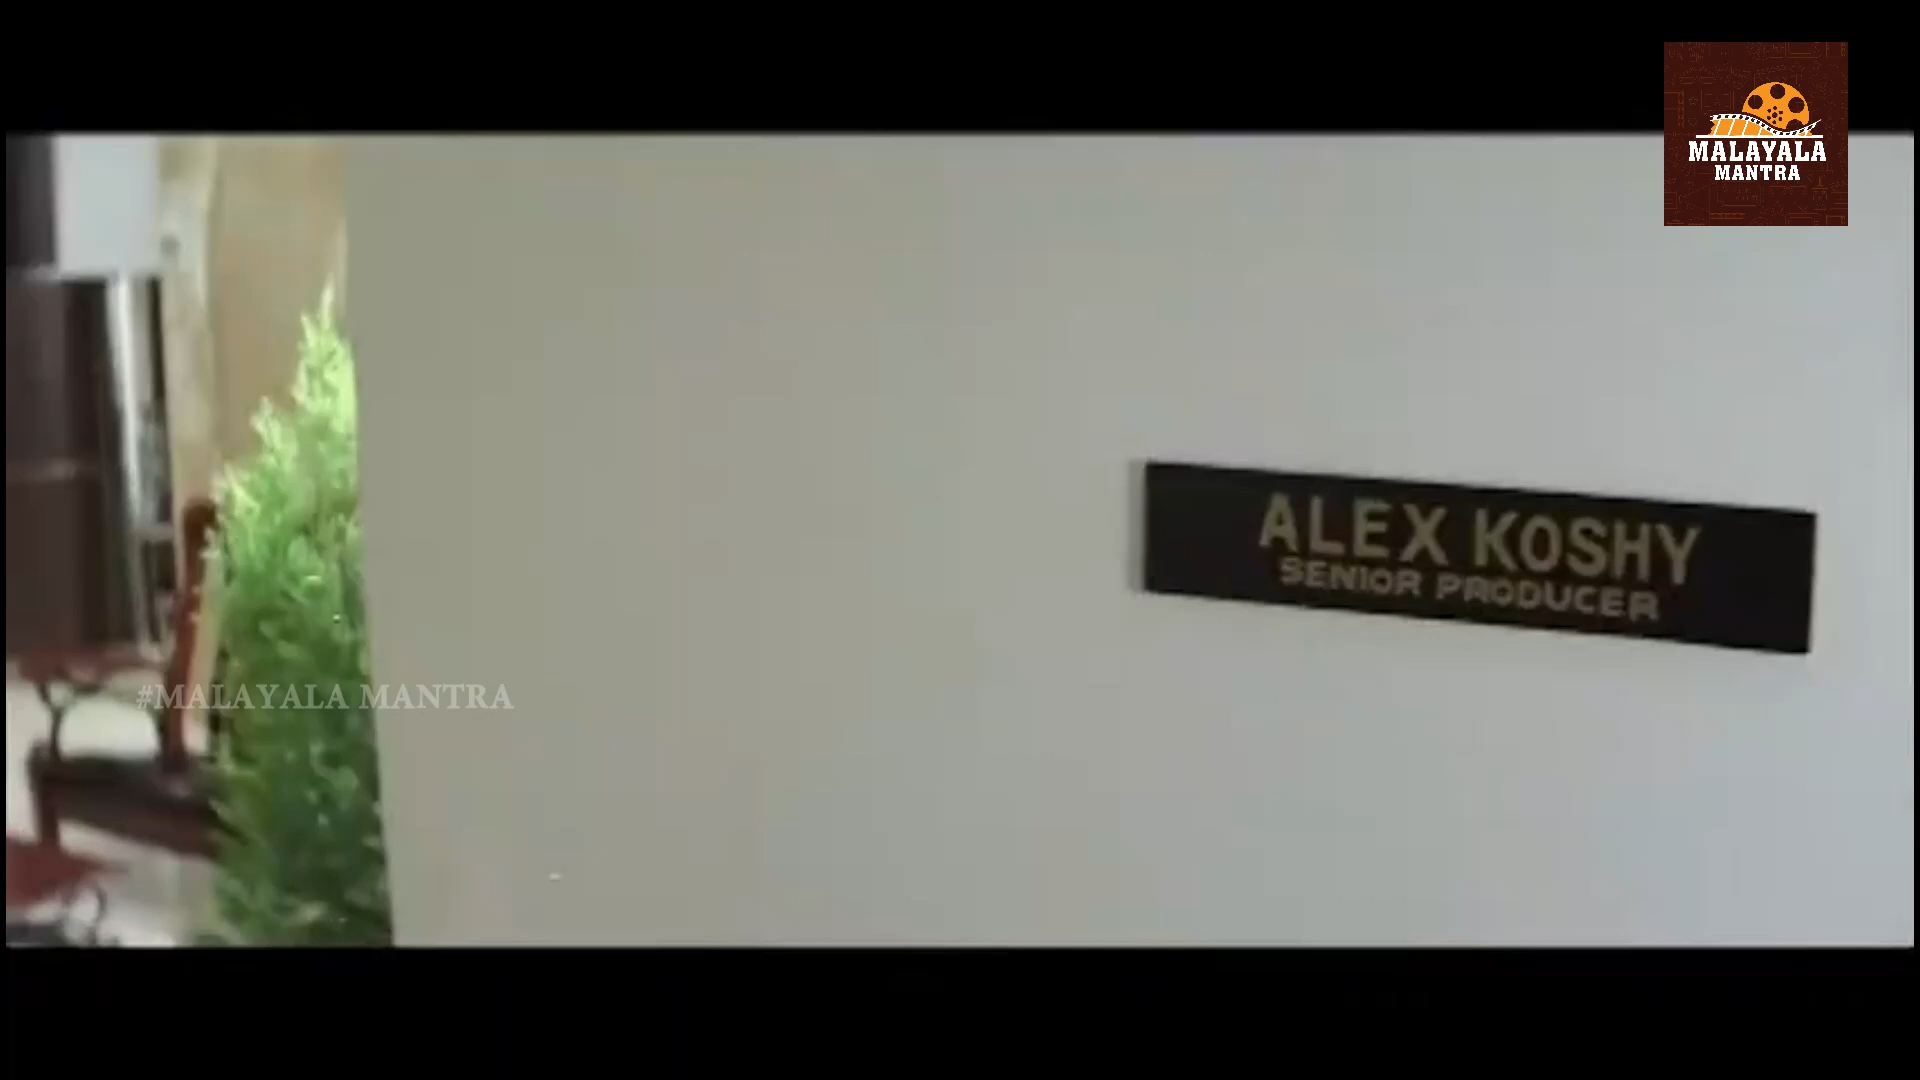 MALAYALA
MANTRA
ALEX KOSHY
SENIOR PRODUCER
#MALAYALA MANTRA